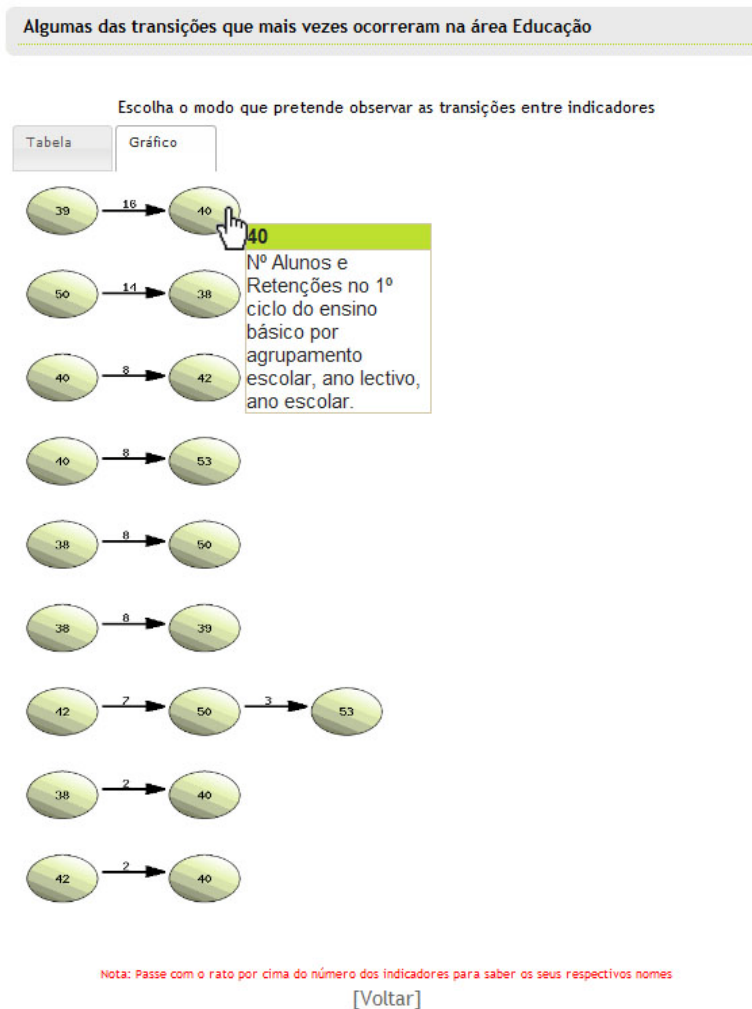 Algumas das transições que mais vezes ocorreram na área Educação
Escolha o modo que pretende observar as transições entre indicadores
Tabela
Gráfico
39 16 40
40
Nº Alunos e
Retenções no 1º
ciclo do ensino
básico por
agrupamento
escolar, ano lectivo,
ano escolar.
50 14 38
40 8 42
40 8 53
38 8 50
38 8 39
42 7 50 3 53
38 2 40
42 2 40
Nota: Passe com o rato por cima do número dos indicadores para saber os seus respectivos nomes
[Voltar]